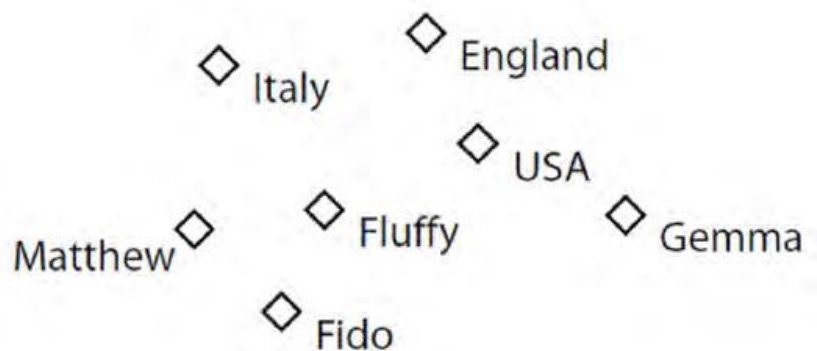 England
Italy
USA
Fluffy
Gemma
Matthew
Fido